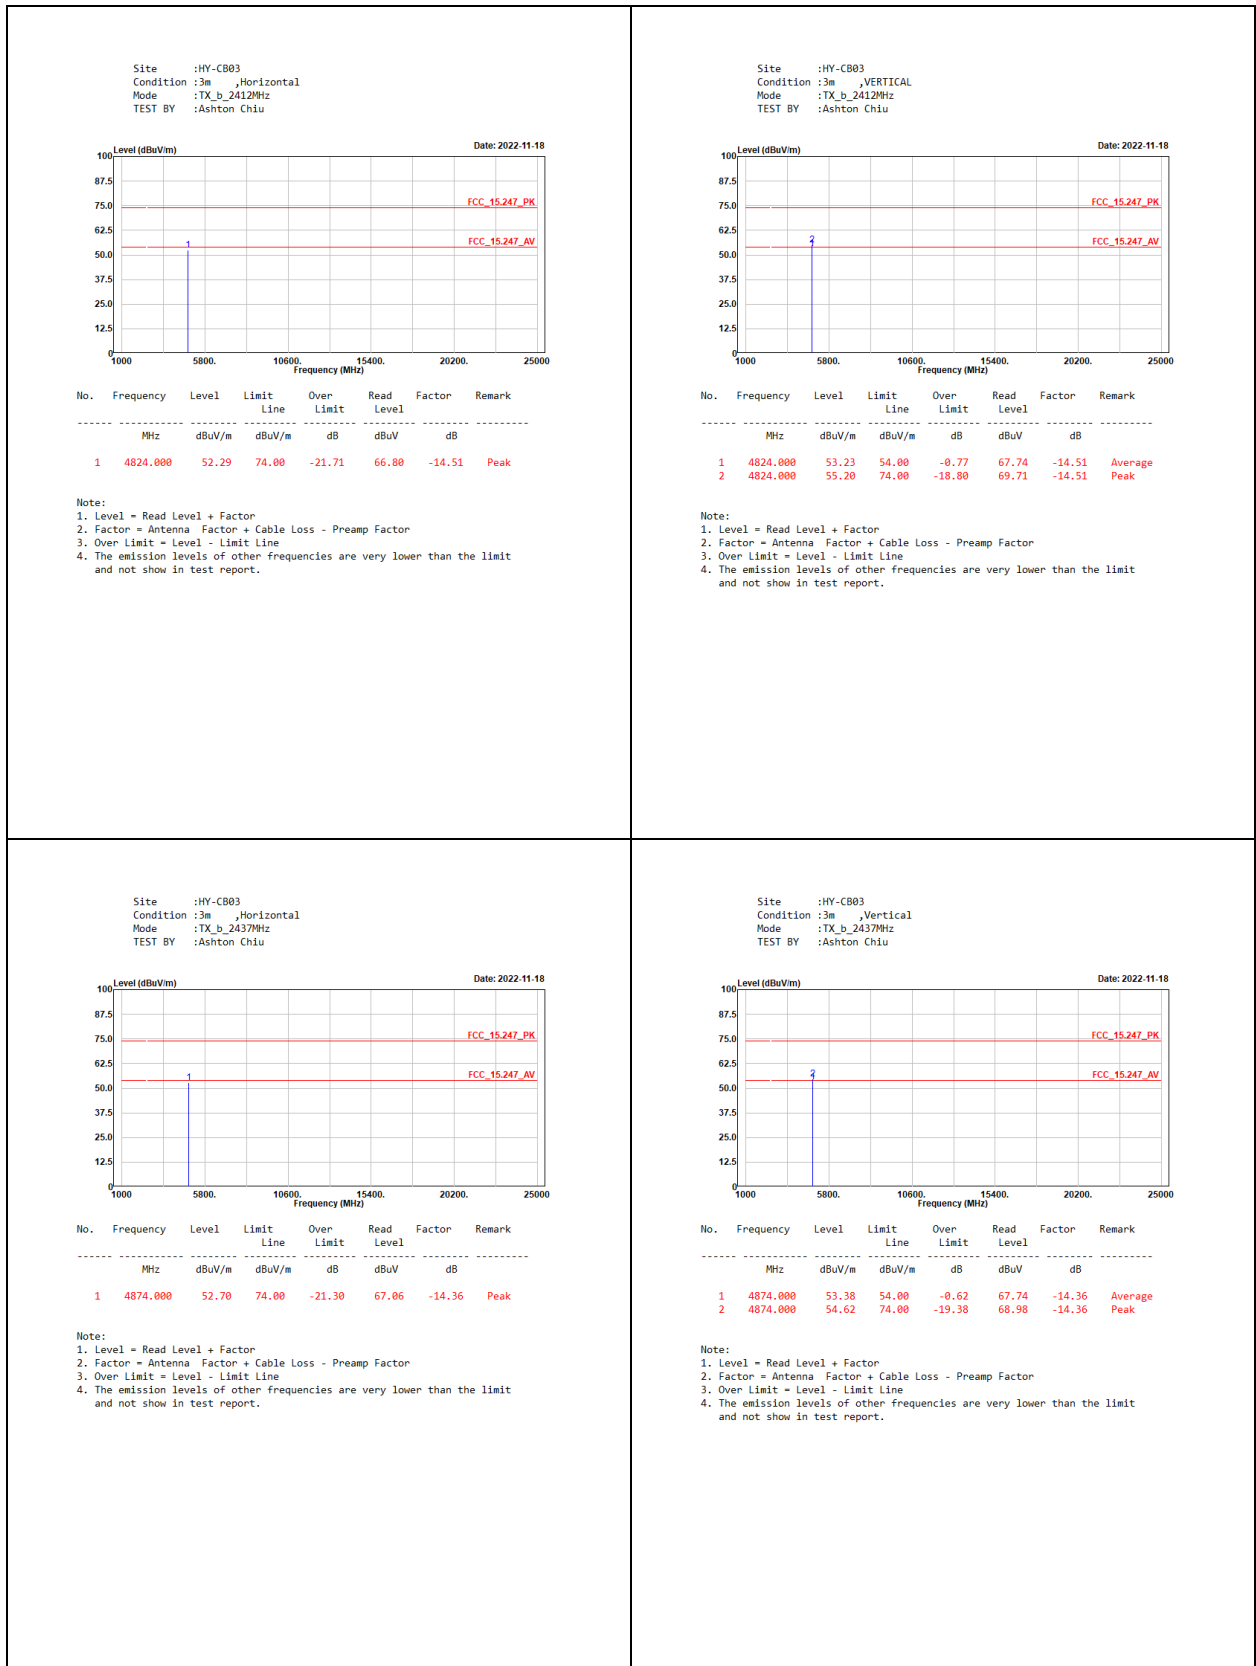 Site      :HY-CB03
Condition :3m    ,Horizontal
Mode      :TX_b_2412MHz
TEST BY   :Ashton Chiu
Level (dBuV/m)
Date: 2022-11-18
100
87.5
75.0
FCC_15.247_PK
62.5
1
FCC_15.247_AV
50.0
37.5
25.0
12.5
0
1000 5800. 10600. 15400. 20200. 25000
Frequency (MHz)
No. Frequency Level Limit Over Read Factor Remark
Line Limit Level
------ ----------- -------- -------- --------- -------- -------- ---------
MHz dBuV/m dBuV/m dB dBuV dB
1 4824.000 52.29 74.00 -21.71 66.80 -14.51 Peak
Note:
1. Level = Read Level + Factor
2. Factor = Antenna  Factor + Cable Loss - Preamp Factor
3. Over Limit = Level - Limit Line
4. The emission levels of other frequencies are very lower than the limit
and not show in test report.
Site      :HY-CB03
Condition :3m    ,VERTICAL
Mode      :TX_b_2412MHz
TEST BY   :Ashton Chiu
Level (dBuV/m)
Date: 2022-11-18
100
87.5
75.0
FCC_15.247_PK
62.5
2
FCC_15.247_AV
50.0
37.5
25.0
12.5
0
1000 5800. 10600. 15400. 20200. 25000
Frequency (MHz)
No. Frequency Level Limit Over Read Factor Remark
Line Limit Level
------ ----------- -------- -------- --------- -------- -------- ---------
MHz dBuV/m dBuV/m dB dBuV dB
1 4824.000 53.23 54.00 -0.77 67.74 -14.51 Average
2 4824.000 55.20 74.00 -18.80 69.71 -14.51 Peak
Note:
1. Level = Read Level + Factor
2. Factor = Antenna  Factor + Cable Loss - Preamp Factor
3. Over Limit = Level - Limit Line
4. The emission levels of other frequencies are very lower than the limit
and not show in test report.
Site      :HY-CB03
Condition :3m    ,Horizontal
Mode      :TX_b_2437MHz
TEST BY   :Ashton Chiu
Level (dBuV/m)
Date: 2022-11-18
100
87.5
75.0
FCC_15.247_PK
62.5
1
FCC_15.247_AV
50.0
37.5
25.0
12.5
0
1000 5800. 10600. 15400. 20200. 25000
Frequency (MHz)
No. Frequency Level Limit Over Read Factor Remark
Line Limit Level
------ ----------- -------- -------- --------- -------- -------- ---------
MHz dBuV/m dBuV/m dB dBuV dB
1 4874.000 52.70 74.00 -21.30 67.06 -14.36 Peak
Note:
1. Level = Read Level + Factor
2. Factor = Antenna  Factor + Cable Loss - Preamp Factor
3. Over Limit = Level - Limit Line
4. The emission levels of other frequencies are very lower than the limit
and not show in test report.
Site      :HY-CB03
Condition :3m    ,Vertical
Mode      :TX_b_2437MHz
TEST BY   :Ashton Chiu
Level (dBuV/m)
Date: 2022-11-18
100
87.5
75.0
FCC_15.247_PK
62.5
2
FCC_15.247_AV
50.0
37.5
25.0
12.5
0
1000 5800. 10600. 15400. 20200. 25000
Frequency (MHz)
No. Frequency Level Limit Over Read Factor Remark
Line Limit Level
------ ----------- -------- -------- --------- -------- -------- ---------
MHz dBuV/m dBuV/m dB dBuV dB
1 4874.000 53.38 54.00 -0.62 67.74 -14.36 Average
2 4874.000 54.62 74.00 -19.38 68.98 -14.36 Peak
Note:
1. Level = Read Level + Factor
2. Factor = Antenna  Factor + Cable Loss - Preamp Factor
3. Over Limit = Level - Limit Line
4. The emission levels of other frequencies are very lower than the limit
and not show in test report.